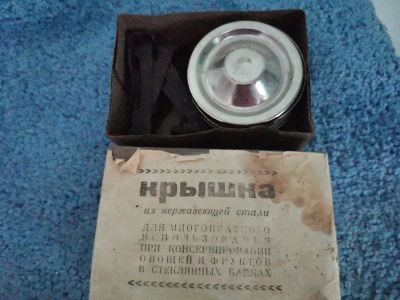 крышка
из нержавеющей стали
ДЛЯ МНОГОКРАТНОГО
ИСПОЛЬЗОВАНИЯ
ПРИ КОНСЕРВИРОВАНИИ
ОВОЩЕЙ И ФРУКТОВ
В СТЕКЛЯННЫХ БАНКАХ